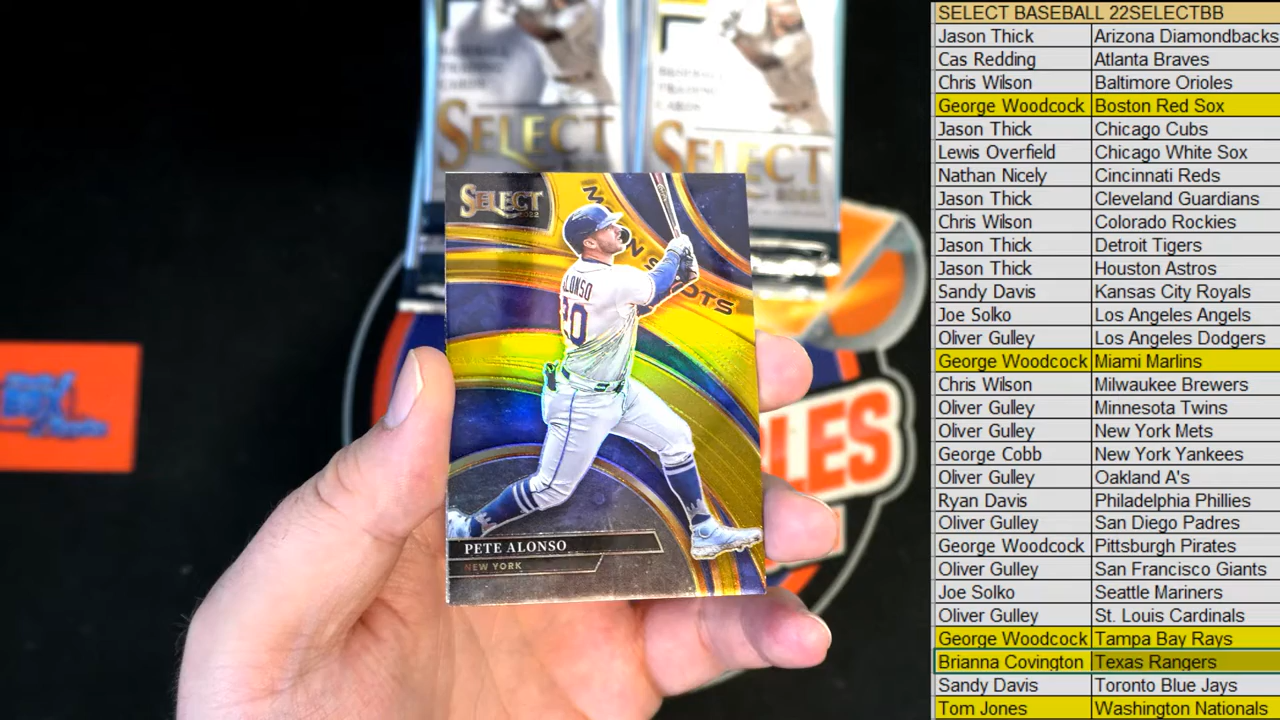 SELECT
SELECT
SELECT
2022
MOON SHOTS
ALONSO
20
PETE ALONSO
NEW YORK
LES
SELECT BASEBALL 22SELECTBB
Jason Thick Arizona Diamondbacks
Cas Redding Atlanta Braves
Chris Wilson Baltimore Orioles
George Woodcock Boston Red Sox
Jason Thick Chicago Cubs
Lewis Overfield Chicago White Sox
Nathan Nicely Cincinnati Reds
Jason Thick Cleveland Guardians
Chris Wilson Colorado Rockies
Jason Thick Detroit Tigers
Jason Thick Houston Astros
Sandy Davis Kansas City Royals
Joe Solko Los Angeles Angels
Oliver Gulley Los Angeles Dodgers
George Woodcock Miami Marlins
Chris Wilson Milwaukee Brewers
Oliver Gulley Minnesota Twins
Oliver Gulley New York Mets
George Cobb New York Yankees
Oliver Gulley Oakland A's
Ryan Davis Philadelphia Phillies
Oliver Gulley San Diego Padres
George Woodcock Pittsburgh Pirates
Oliver Gulley San Francisco Giants
Joe Solko Seattle Mariners
Oliver Gulley St. Louis Cardinals
George Woodcock Tampa Bay Rays
Brianna Covington Texas Rangers
Sandy Davis Toronto Blue Jays
Tom Jones Washington Nationals